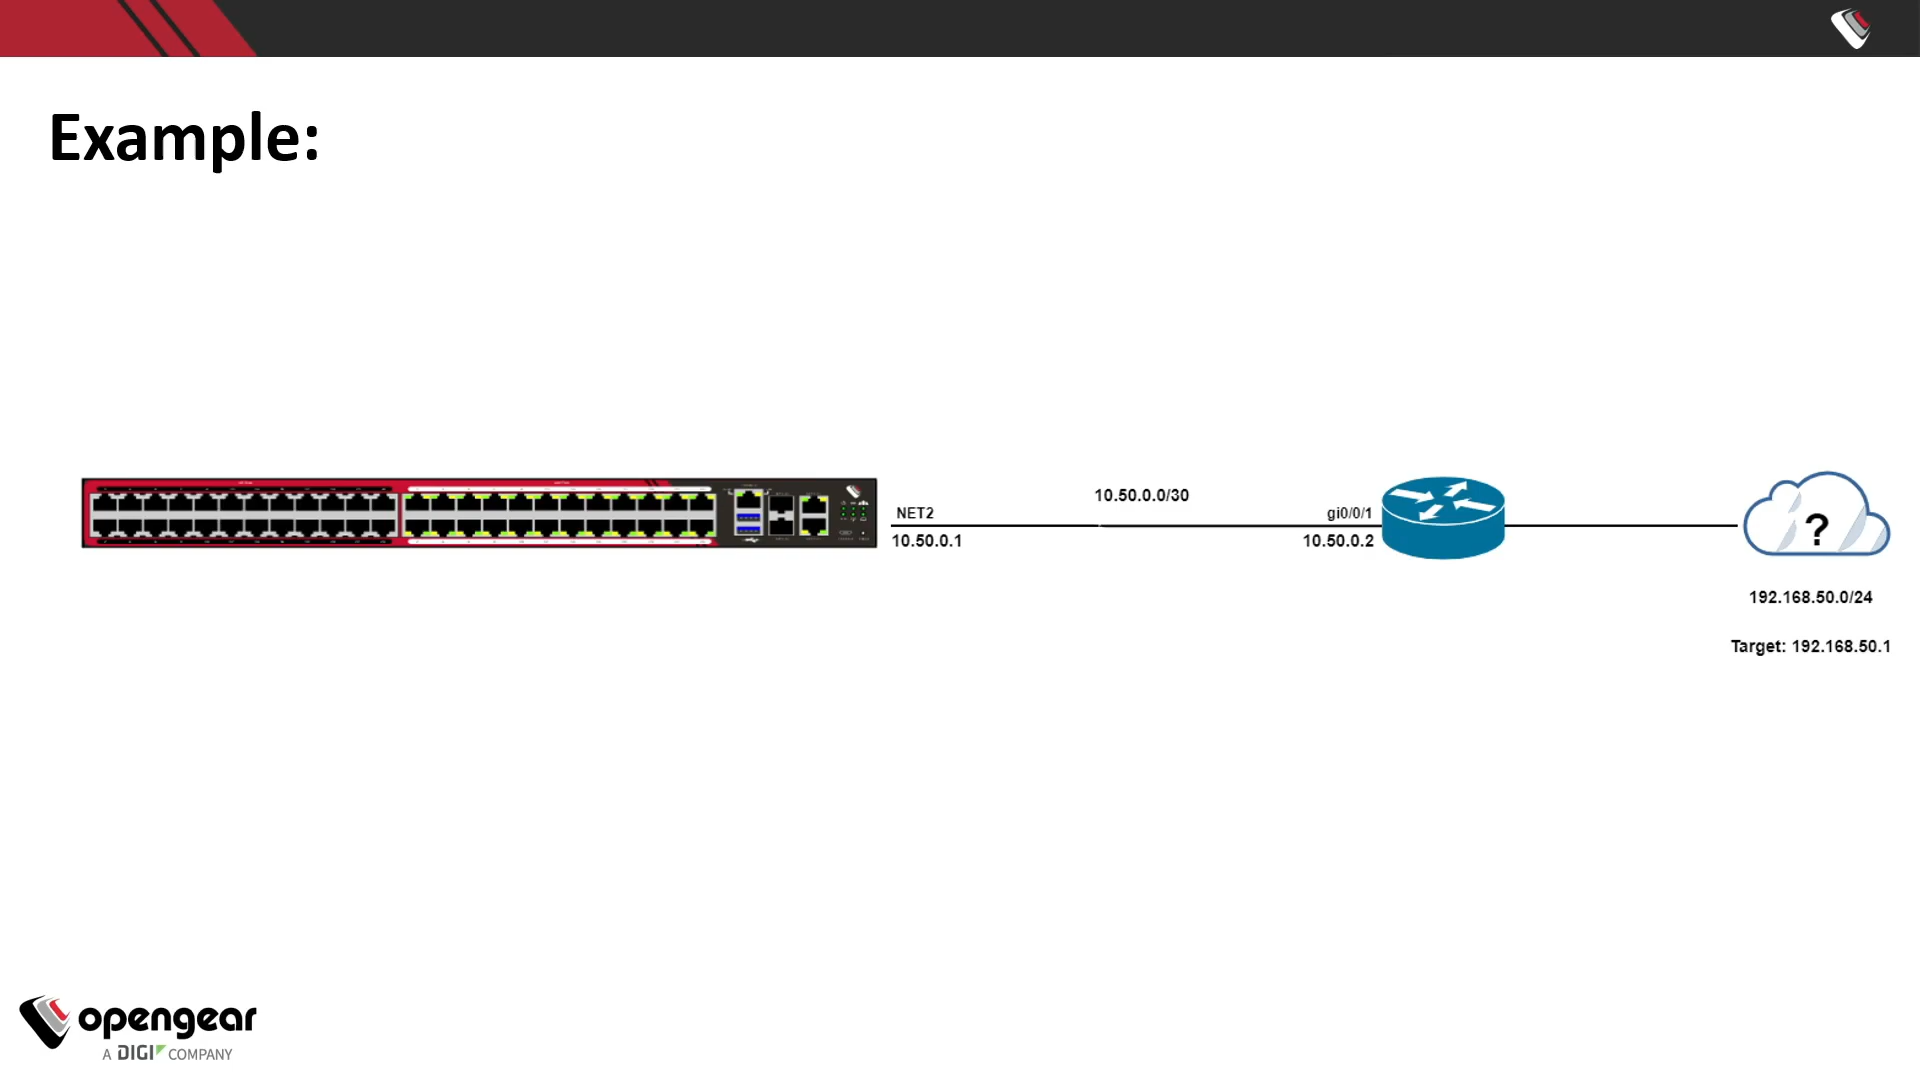 Example:
10.50.0.0/30
NET2
gi0/0/1
10.50.0.1
10.50.0.2
?
192.168.50.0/24
Target: 192.168.50.1
opengear
A DIGI COMPANY